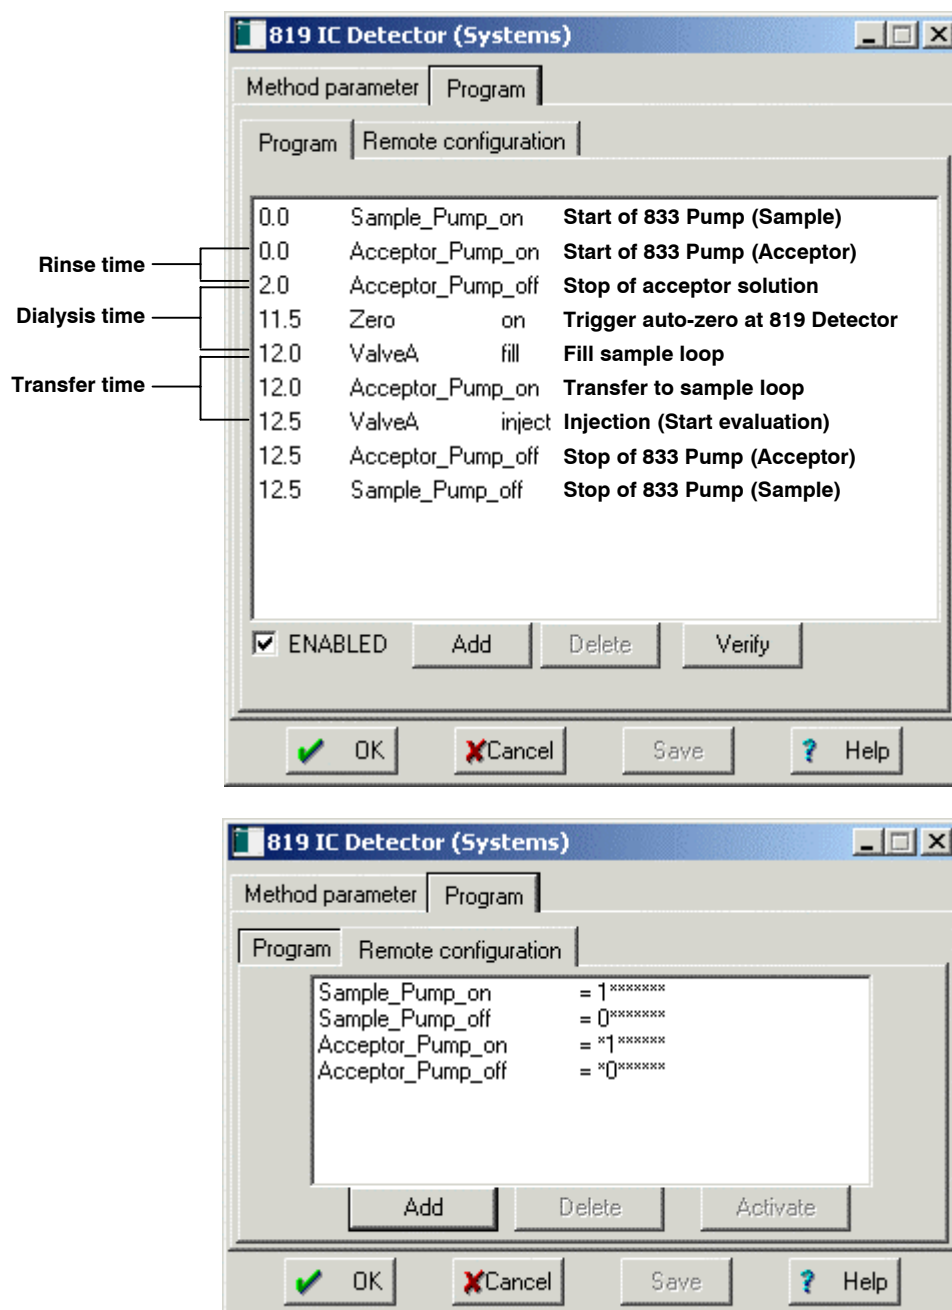 819 IC Detector (Systems)
Method parameter Program
Program Remote configuration
0.0 Sample_Pump_on Start of 833 Pump (Sample)
0.0 Acceptor_Pump_on Start of 833 Pump (Acceptor)
Rinse time
2.0 Acceptor_Pump_off Stop of acceptor solution
Dialysis time
11.5 Zero on Trigger auto-zero at 819 Detector
12.0 ValveA fill Fill sample loop
Transfer time
12.0 Acceptor_Pump_on Transfer to sample loop
12.5 ValveA inject Injection (Start evaluation)
12.5 Acceptor_Pump_off Stop of 833 Pump (Acceptor)
12.5 Sample_Pump_off Stop of 833 Pump (Sample)
ENABLED Add Delete Verify
OK Cancel Save ? Help
819 IC Detector (Systems)
Method parameter Program
Program Remote configuration
Sample_Pump_on = 1*******
Sample_Pump_off = 0*******
Acceptor_Pump_on = *1******
Acceptor_Pump_off = *0******
Add Delete Activate
OK Cancel Save ? Help